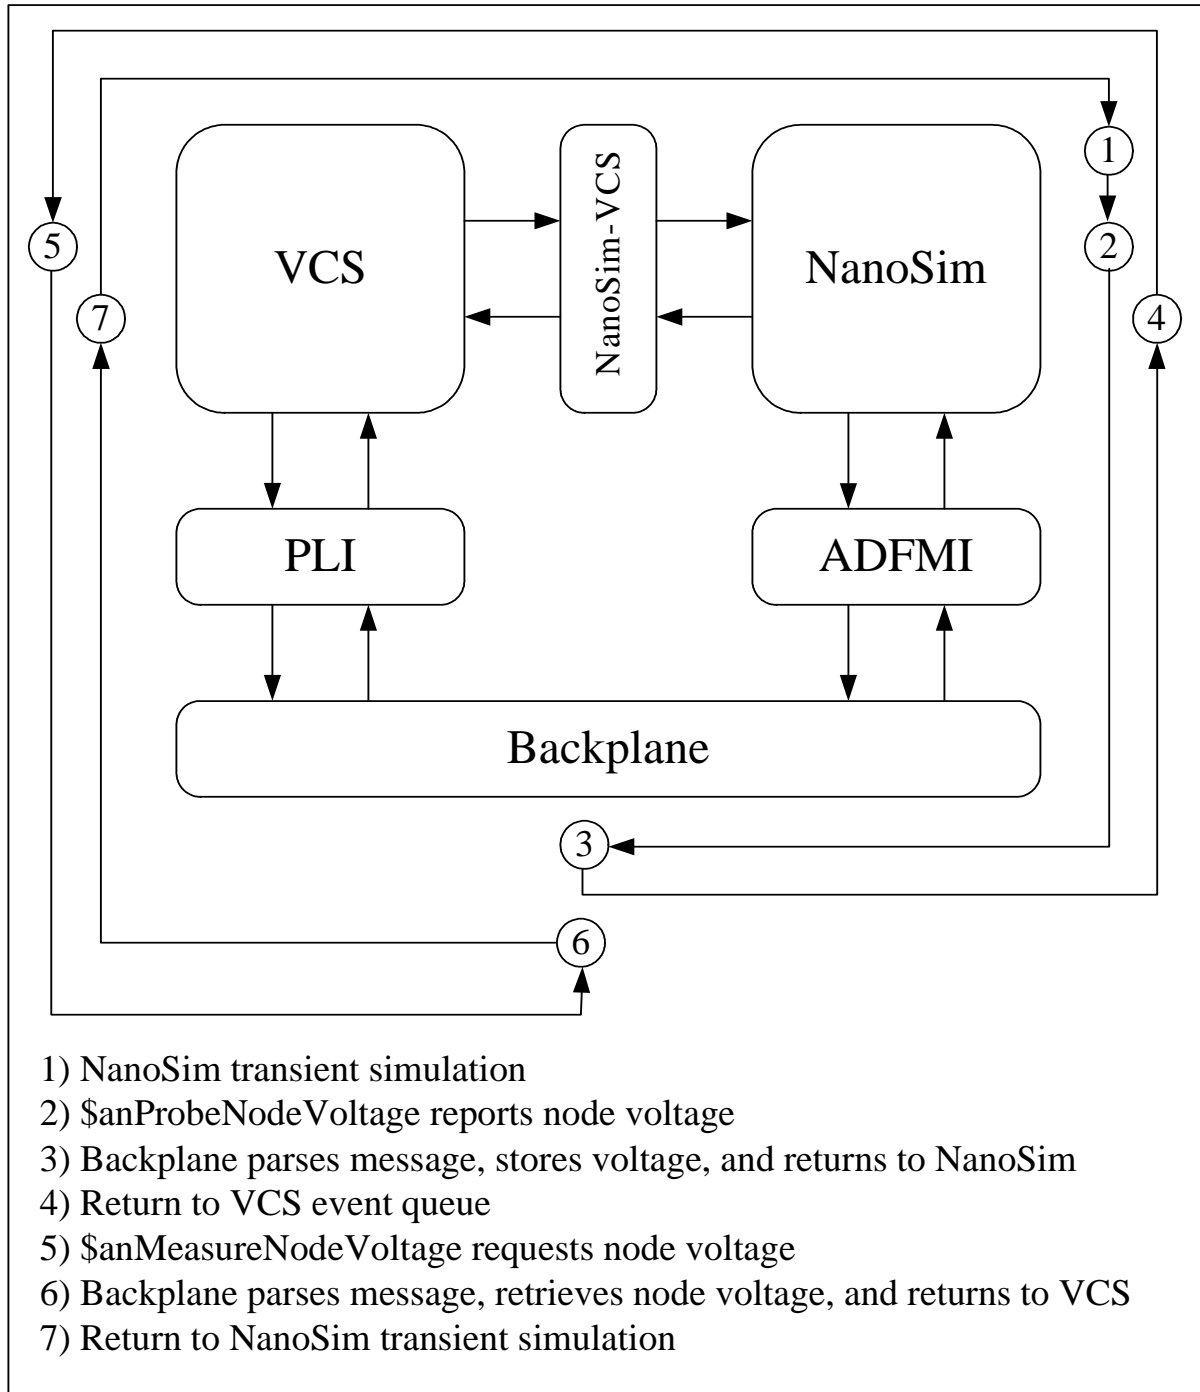 1
2
5
4
7
VCS
NanoSim-VCS
NanoSim
PLI
ADFMI
Backplane
3
6
1) NanoSim transient simulation
2) $anProbeNodeVoltage reports node voltage
3) Backplane parses message, stores voltage, and returns to NanoSim
4) Return to VCS event queue
5) $anMeasureNodeVoltage requests node voltage
6) Backplane parses message, retrieves node voltage, and returns to VCS
7) Return to NanoSim transient simulation